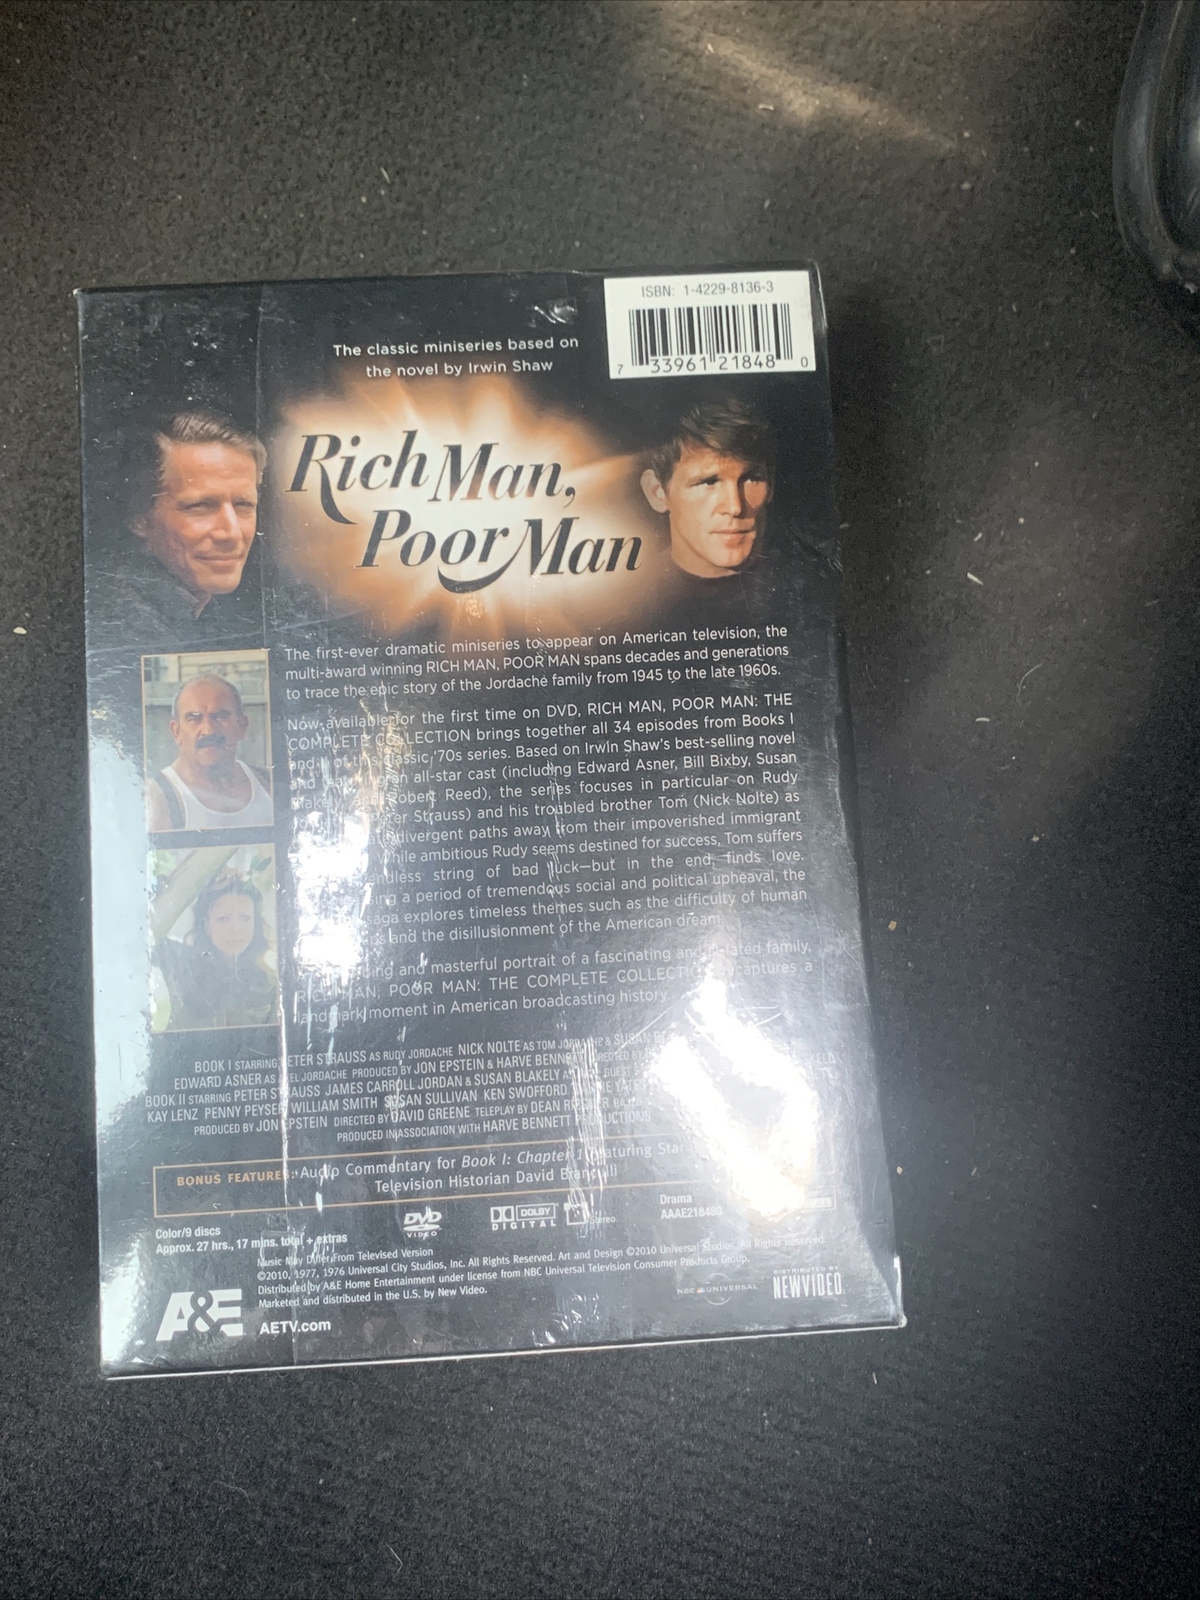 ISBN: 1-4229-8136-3
7 33961 21848 0
The classic miniseries based on
the novel by Irwin Shaw
Rich Man,
Poor Man
The first-ever dramatic miniseries to appear on American television, the
multi-award winning RICH MAN, POOR MAN spans decades and generations
to trace the epic story of the Jordache family from 1945 to the late 1960s.
Now available for the first time on DVD, RICH MAN, POOR MAN: THE
COMPLETE COLLECTION brings together all 34 episodes from Books I
and II of this classic '70s series. Based on Irwin Shaw's best-selling novel
and an all-star cast (including Edward Asner, Bill Bixby, Susan
Robert Reed), the series focuses in particular on Rudy
Strauss) and his troubled brother Tom (Nick Nolte) as
divergent paths away from their impoverished immigrant
while ambitious Rudy seems destined for success, Tom suffers
endless string of bad luck—but in the end, finds love.
a period of tremendous social and political upheaval, the
saga explores timeless themes such as the difficulty of human
and the disillusionment of the American dream.
and masterful portrait of a fascinating and family,
RICH MAN, POOR MAN: THE COMPLETE COLLECTION captures a
landmark moment in American broadcasting history.
BOOK I STARRING PETER STRAUSS AS RUDY JORDACHE NICK NOLTE AS TOM JORDACHE & SUSAN
EDWARD ASNER AS AXEL JORDACHE PRODUCED BY JON EPSTEIN & HARVE BENNETT
BOOK II STARRING PETER STRAUSS JAMES CARROLL JORDAN & SUSAN BLAKELY
KAY LENZ PENNY PEYSER WILLIAM SMITH SUSAN SULLIVAN KEN SWOFFORD
PRODUCED BY JON EPSTEIN DIRECTED BY DAVID GREENE TELEPLAY BY DEAN
PRODUCED IN ASSOCIATION WITH HARVE BENNETT PRODUCTIONS
BONUS FEATURES: Audio Commentary for Book I: Chapter 1 featuring
Television Historian David Bianculli
Color/9 discs
Approx. 27 hrs., 17 mins. total + extras
DVD VIDEO
DOLBY DIGITAL
Stereo
Drama
AAAE218480
Music May Differ From Televised Version
©2010, 1977, 1976 Universal City Studios, Inc. All Rights Reserved. Art and Design ©2010 Universal Studios. All Rights Reserved.
Distributed by A&E Home Entertainment under license from NBC Universal Television Consumer Products Group.
Marketed and distributed in the U.S. by New Video.
A&E
AETV.com
NBC UNIVERSAL
DISTRIBUTED BY
NEWVIDEO